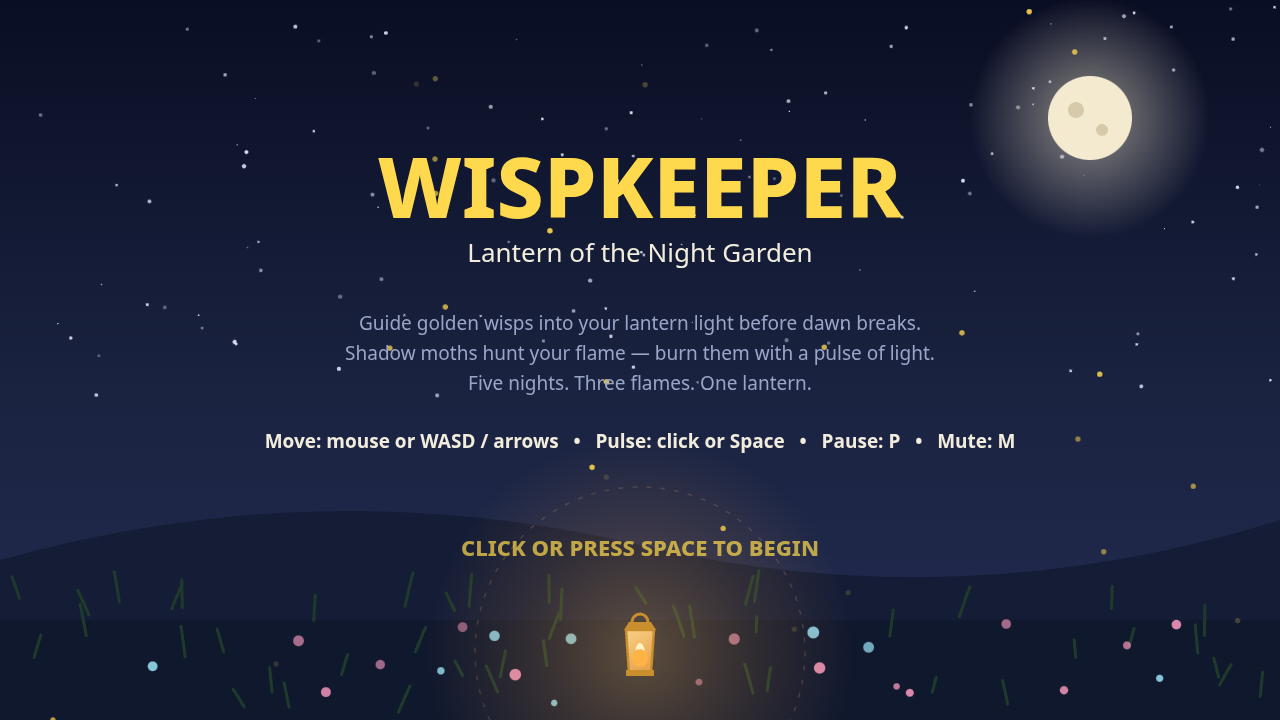 WISPKEEPER
Lantern of the Night Garden
Guide golden wisps into your lantern light before dawn breaks.
Shadow moths hunt your flame — burn them with a pulse of light.
Five nights. Three flames. One lantern.
Move: mouse or WASD / arrows • Pulse: click or Space • Pause: P • Mute: M
CLICK OR PRESS SPACE TO BEGIN